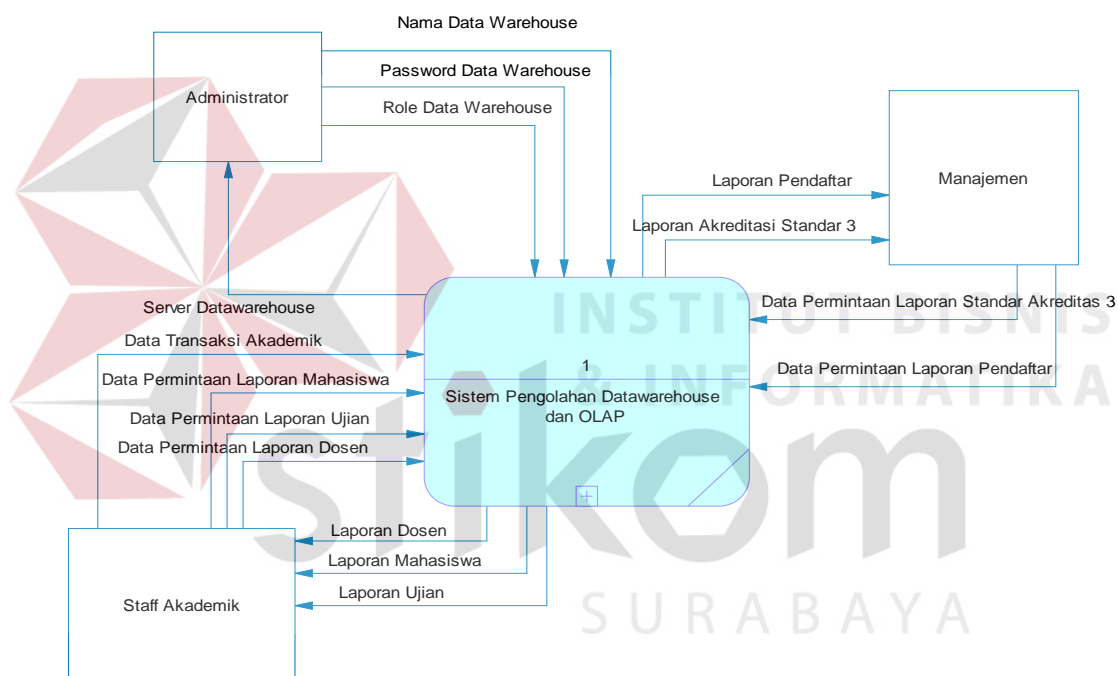 Nama Data Warehouse
Password Data Warehouse
Administrator
Role Data Warehouse
Laporan Pendaftar
Manajemen
Laporan Akreditasi Standar 3
Server Datawarehouse
Data Permintaan Laporan Standar Akreditas 3
INSTITUT BISNIS
& INFORMATIKA
Data Transaksi Akademik
1
Data Permintaan Laporan Pendaftar
Data Permintaan Laporan Mahasiswa
Sistem Pengolahan Datawarehouse
dan OLAP
Data Permintaan Laporan Ujian
Data Permintaan Laporan Dosen
stikom
SURABAYA
Laporan Dosen
Laporan Mahasiswa
Laporan Ujian
Staff Akademik